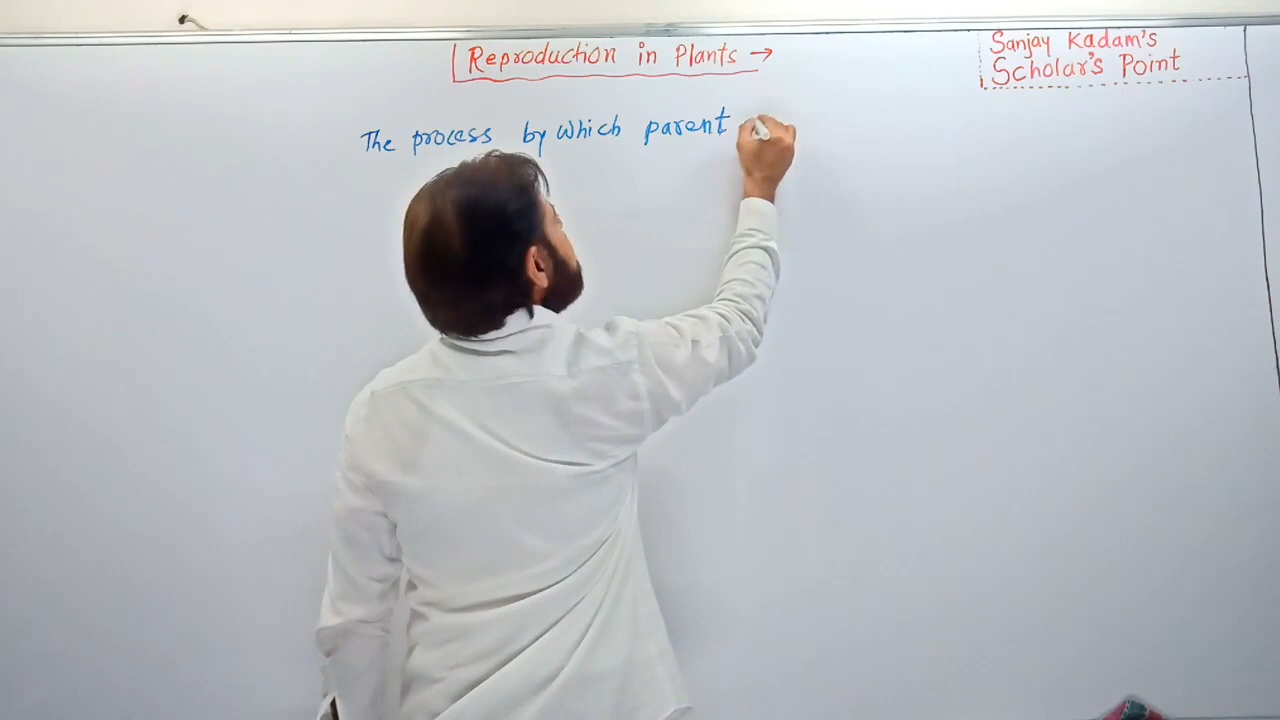 Reproduction in Plants →
Sanjay Kadam's
Scholar's Point
The process by which parent